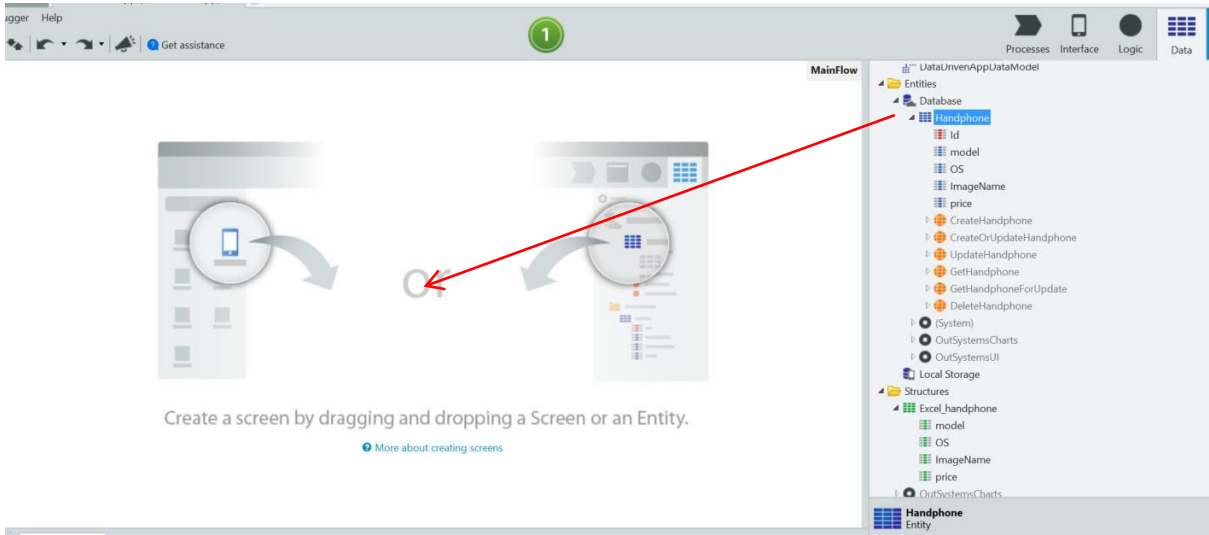 Help
1
Get assistance
Processes Interface Logic Data
MainFlow
DataDrivenAppDataModel
Entities
Database
Handphone
Id
model
OS
ImageName
price
CreateHandphone
CreateOrUpdateHandphone
UpdateHandphone
GetHandphone
GetHandphoneForUpdate
DeleteHandphone
(System)
OutSystemsCharts
OutSystemsUI
Local Storage
Structures
Excel_handphone
model
OS
ImageName
price
OutSystemsCharts
or
Create a screen by dragging and dropping a Screen or an Entity.
More about creating screens
Handphone
Entity